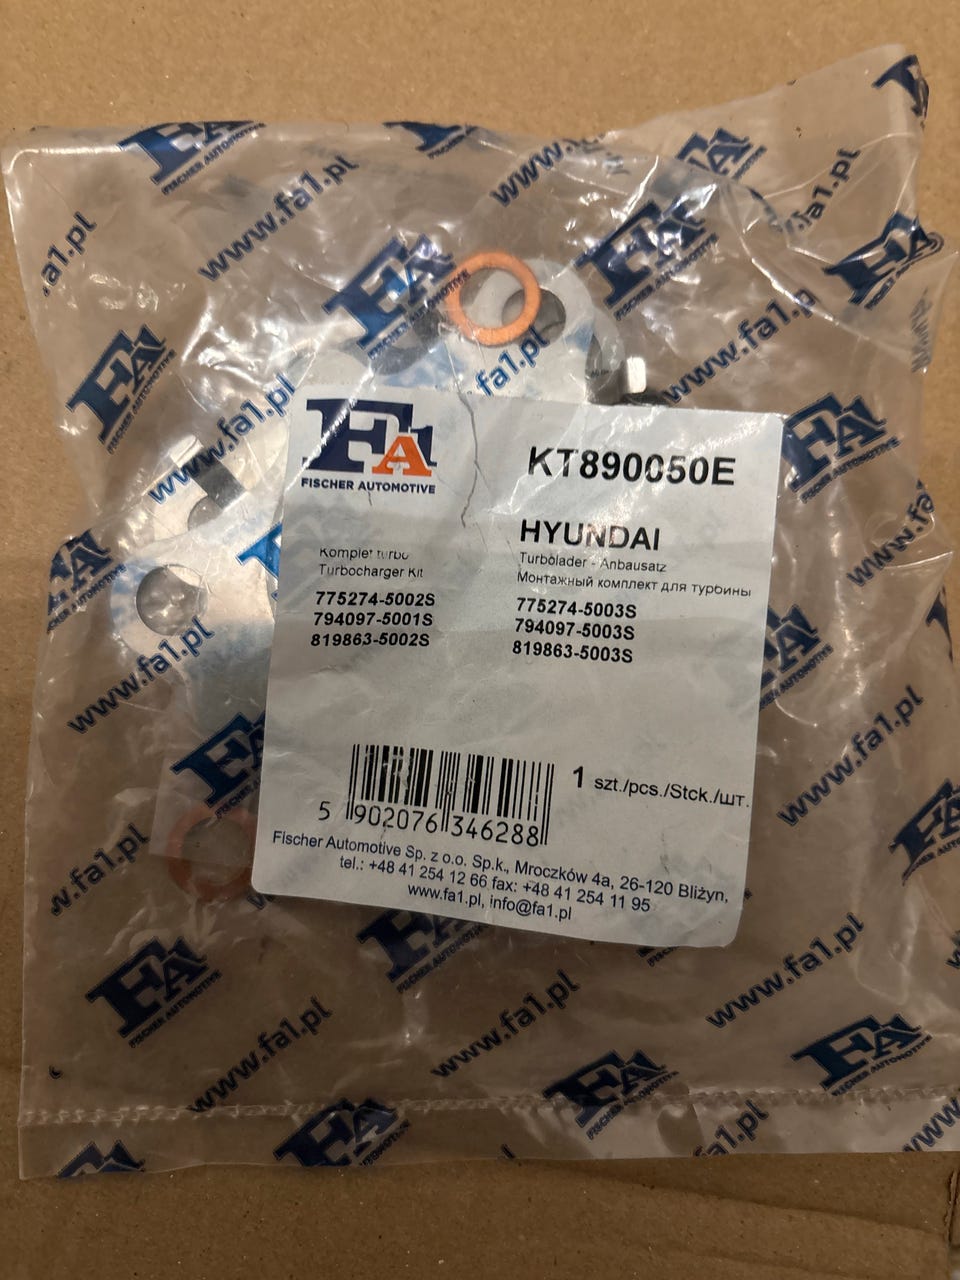 FA1
FISCHER AUTOMOTIVE
KT890050E
HYUNDAI
Komplet turbo
Turbocharger Kit
Turbolader - Anbausatz
Монтажный комплект для турбины
775274-5002S
794097-5001S
819863-5002S
775274-5003S
794097-5003S
819863-5003S
5 902076 346288
1 szt./pcs./Stck./шт.
Fischer Automotive Sp. z o.o. Sp.k., Mroczków 4a, 26-120 Bliżyn,
tel.: +48 41 254 12 66 fax: +48 41 254 11 95
www.fa1.pl, info@fa1.pl
www.fa1.pl
FA1
FISCHER AUTOMOTIVE